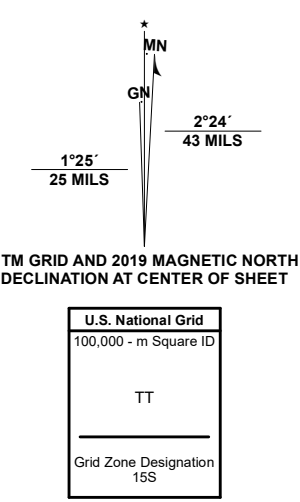 MN
GN
2°24´
43 MILS
1°25´
25 MILS
TM GRID AND 2019 MAGNETIC NORTH
DECLINATION AT CENTER OF SHEET
U.S. National Grid
100,000 - m Square ID
TT
Grid Zone Designation
15S